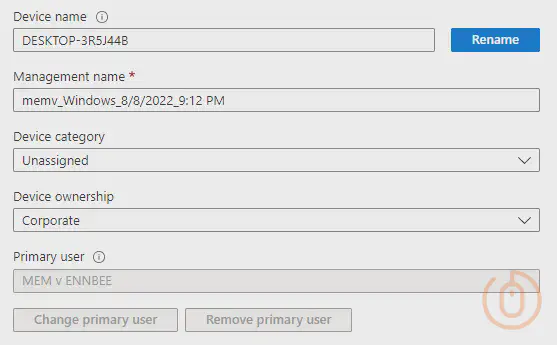 Device name
DESKTOP-3R5J44B
Rename
Management name *
memv_Windows_8/8/2022_9:12 PM
Device category
Unassigned
Device ownership
Corporate
Primary user
MEM v ENNBEE
Change primary user
Remove primary user